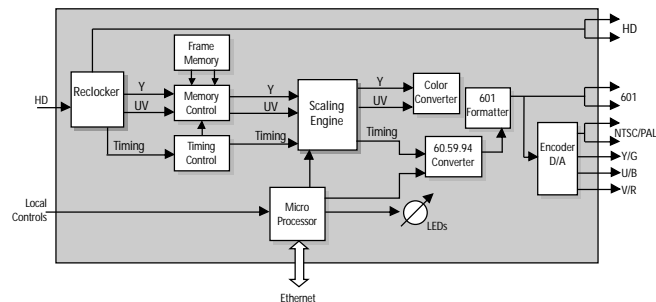 HD
Frame
Memory
Reclocker
Y
UV
Memory
Control
Y
UV
Scaling
Engine
Y
UV
Color
Converter
601
Formatter
601
HD
Timing
Timing
Control
Timing
Timing
60.59.94
Converter
Encoder
D/A
NTSC/PAL
Y/G
U/B
V/R
Local
Controls
Micro
Processor
LEDs
Ethernet